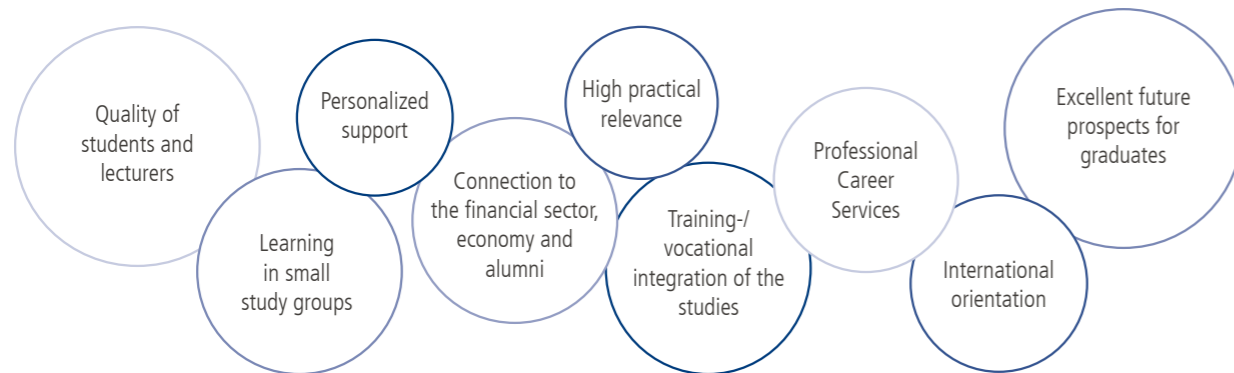 Quality of
students and
lecturers
Learning
in small
study groups
Personalized
support
Connection to
the financial sector,
economy and
alumni
High practical
relevance
Training-/
vocational
integration of the
studies
Professional
Career
Services
International
orientation
Excellent future
prospects for
graduates